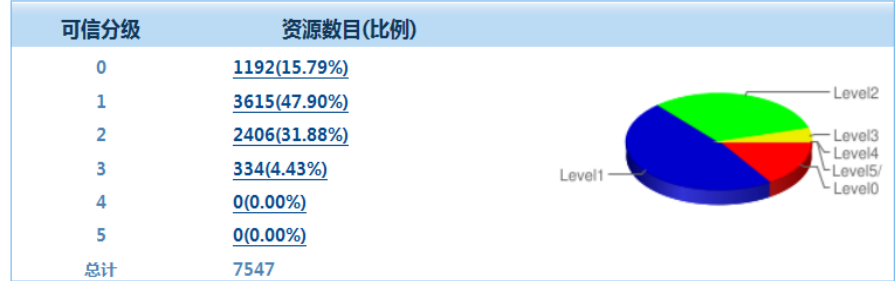 可信分级 资源数目(比例)
0 1192(15.79%)
1 3615(47.90%)
2 2406(31.88%)
3 334(4.43%)
4 0(0.00%)
5 0(0.00%)
总计 7547
Level2
Level3
Level4
Level5/
Level0
Level1